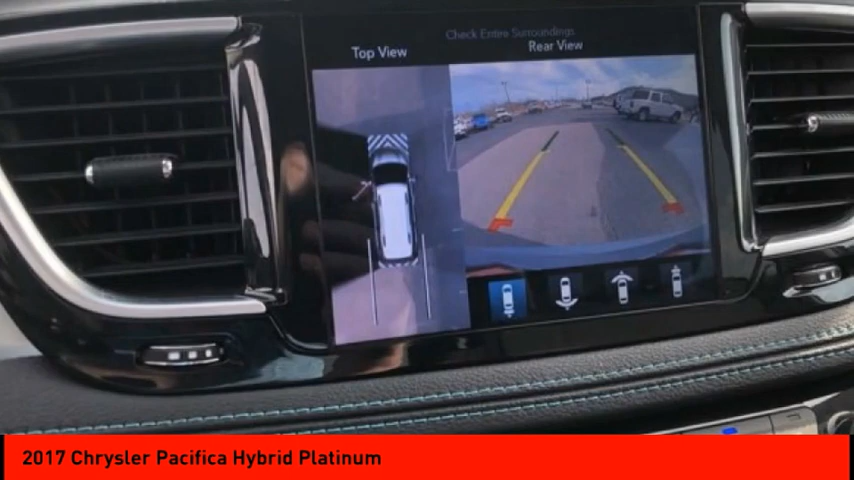 Check Entire Surroundings
Top View
Rear View
2017 Chrysler Pacifica Hybrid Platinum